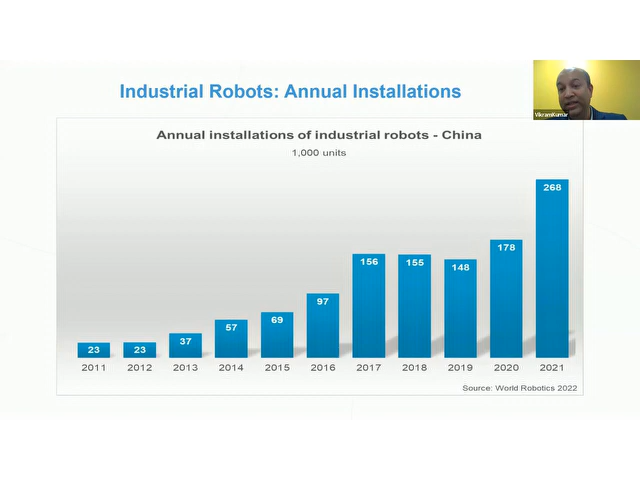 Industrial Robots: Annual Installations
VikramKumar
Annual installations of industrial robots - China
1,000 units
23 23 37 57 69 97 156 155 148 178 268
2011 2012 2013 2014 2015 2016 2017 2018 2019 2020 2021
Source: World Robotics 2022